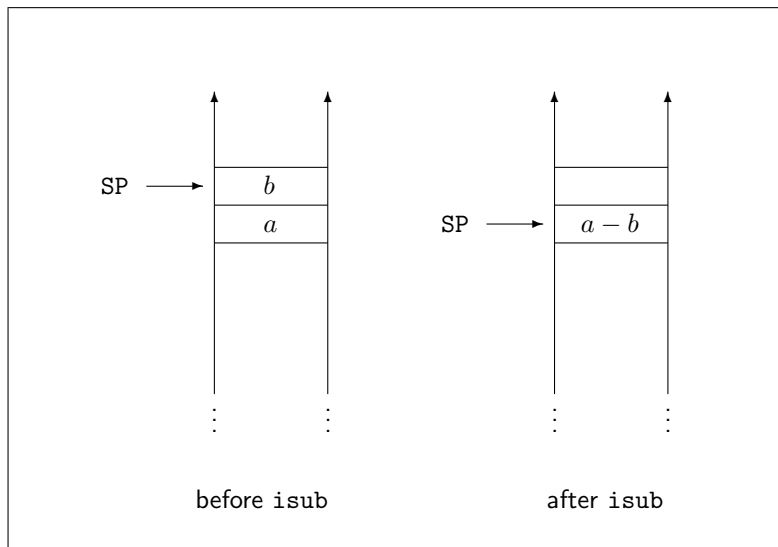 SP b
a SP a − b
⋮ ⋮ ⋮ ⋮
before isub after isub